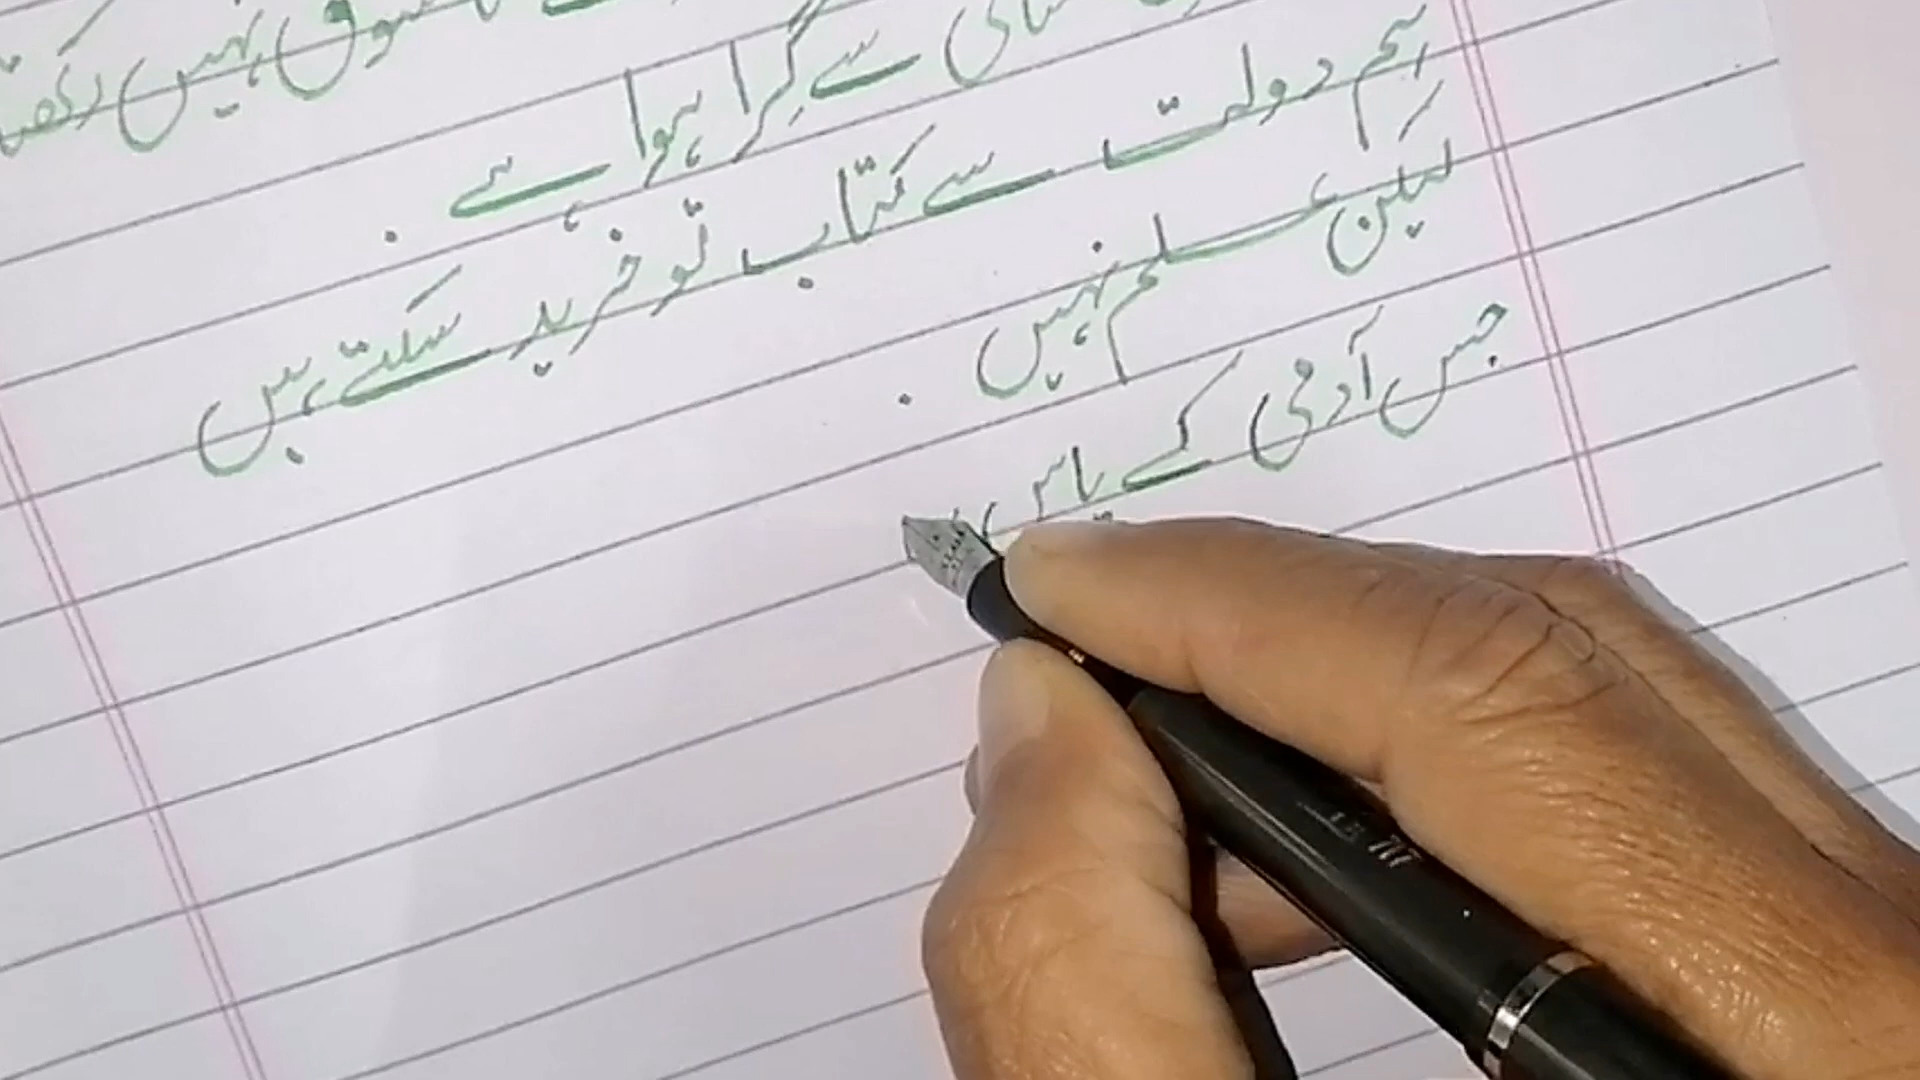 شوق نہیں رکھتا
سے گرا ہوا ہے ۔
ہم دولت سے کتاب تو خرید سکتے ہیں
لیکن علم نہیں ۔
جس آدمی کے پاس